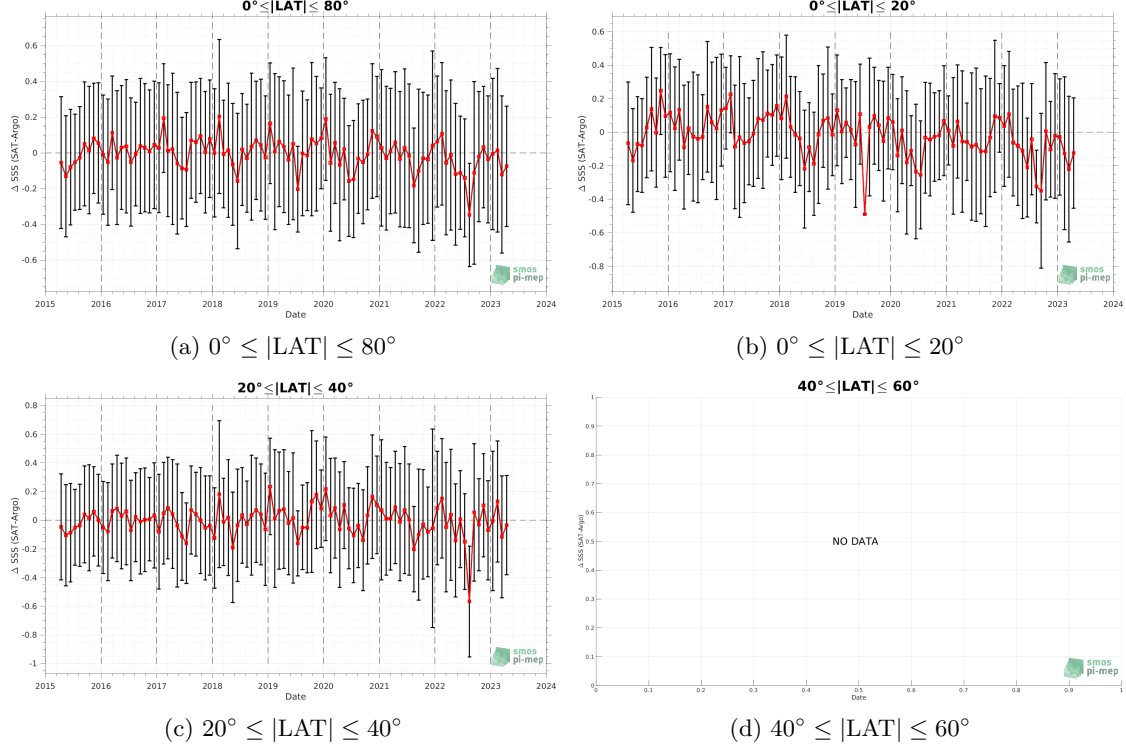 0°≤|LAT|≤ 80°
Δ SSS (SAT-Argo)
0.6
0.4
0.2
0
-0.2
-0.4
-0.6
2015 2016 2017 2018 2019 2020 2021 2022 2023 2024
Date
smos
pi-mep
(a) 0° ≤ |LAT| ≤ 80°
0°≤|LAT|≤ 20°
Δ SSS (SAT-Argo)
0.6
0.4
0.2
0
-0.2
-0.4
-0.6
-0.8
2015 2016 2017 2018 2019 2020 2021 2022 2023 2024
Date
smos
pi-mep
(b) 0° ≤ |LAT| ≤ 20°
20°≤|LAT|≤ 40°
Δ SSS (SAT-Argo)
0.8
0.6
0.4
0.2
0
-0.2
-0.4
-0.6
-0.8
-1
2015 2016 2017 2018 2019 2020 2021 2022 2023 2024
Date
smos
pi-mep
(c) 20° ≤ |LAT| ≤ 40°
40°≤|LAT|≤ 60°
Δ SSS (SAT-Argo)
1
0.9
0.8
0.7
0.6
0.5
0.4
0.3
0.2
0.1
0
NO DATA
0 0.1 0.2 0.3 0.4 0.5 0.6 0.7 0.8 0.9 1
Date
smos
pi-mep
(d) 40° ≤ |LAT| ≤ 60°